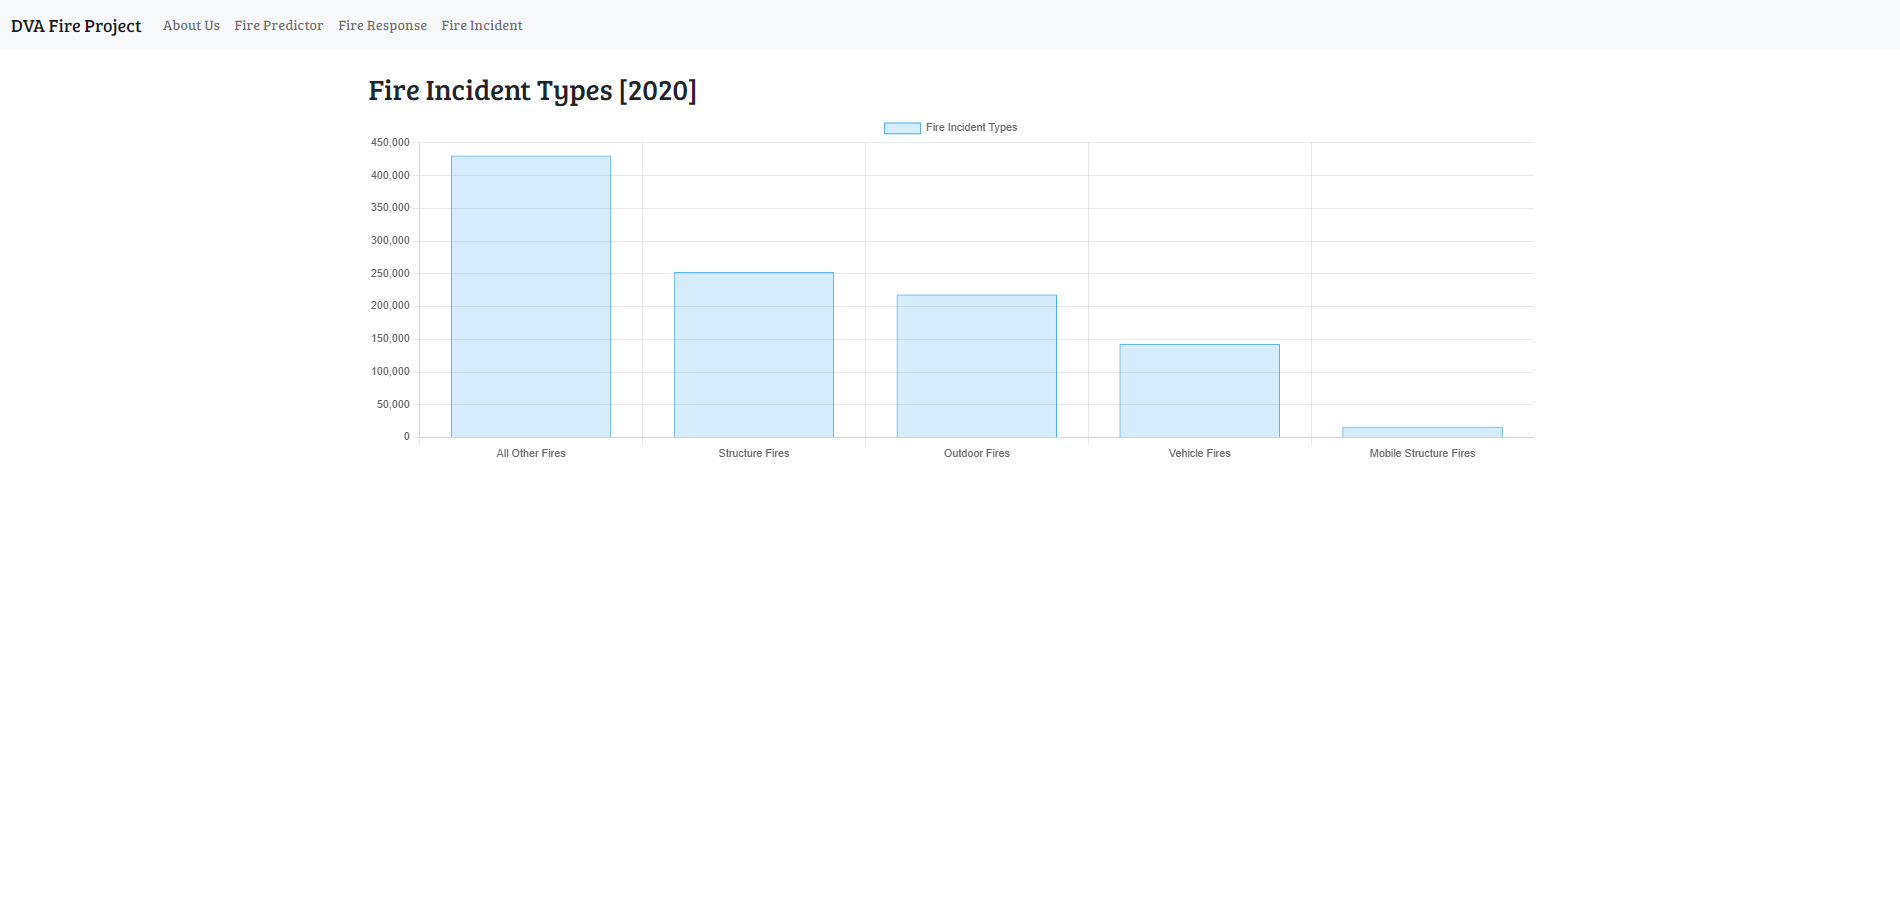 DVA Fire Project About Us Fire Predictor Fire Response Fire Incident
Fire Incident Types [2020]
Fire Incident Types
450,000
400,000
350,000
300,000
250,000
200,000
150,000
100,000
50,000
0
All Other Fires Structure Fires Outdoor Fires Vehicle Fires Mobile Structure Fires